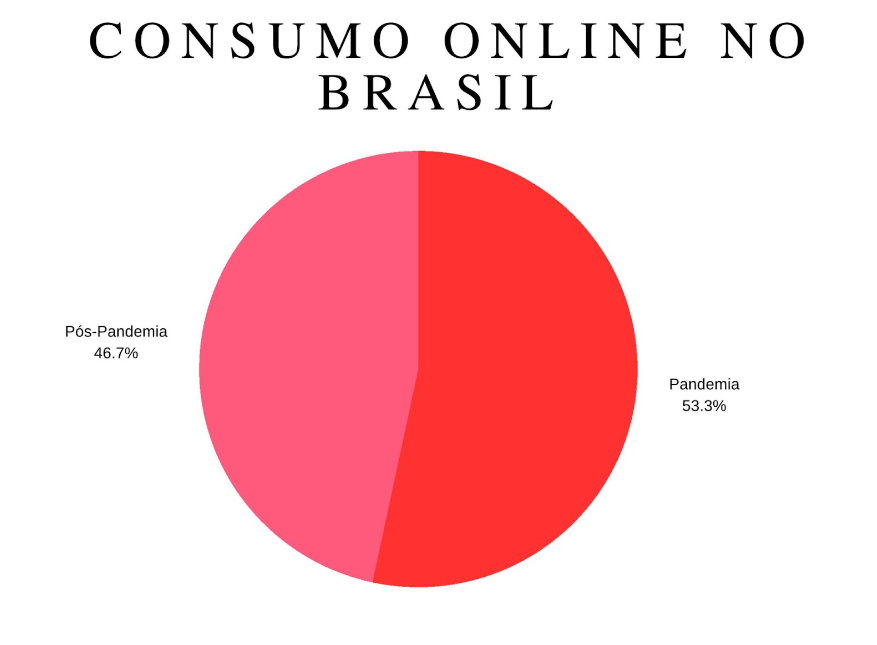 CONSUMO ONLINE NO
BRASIL
Pós-Pandemia
46.7%
Pandemia
53.3%